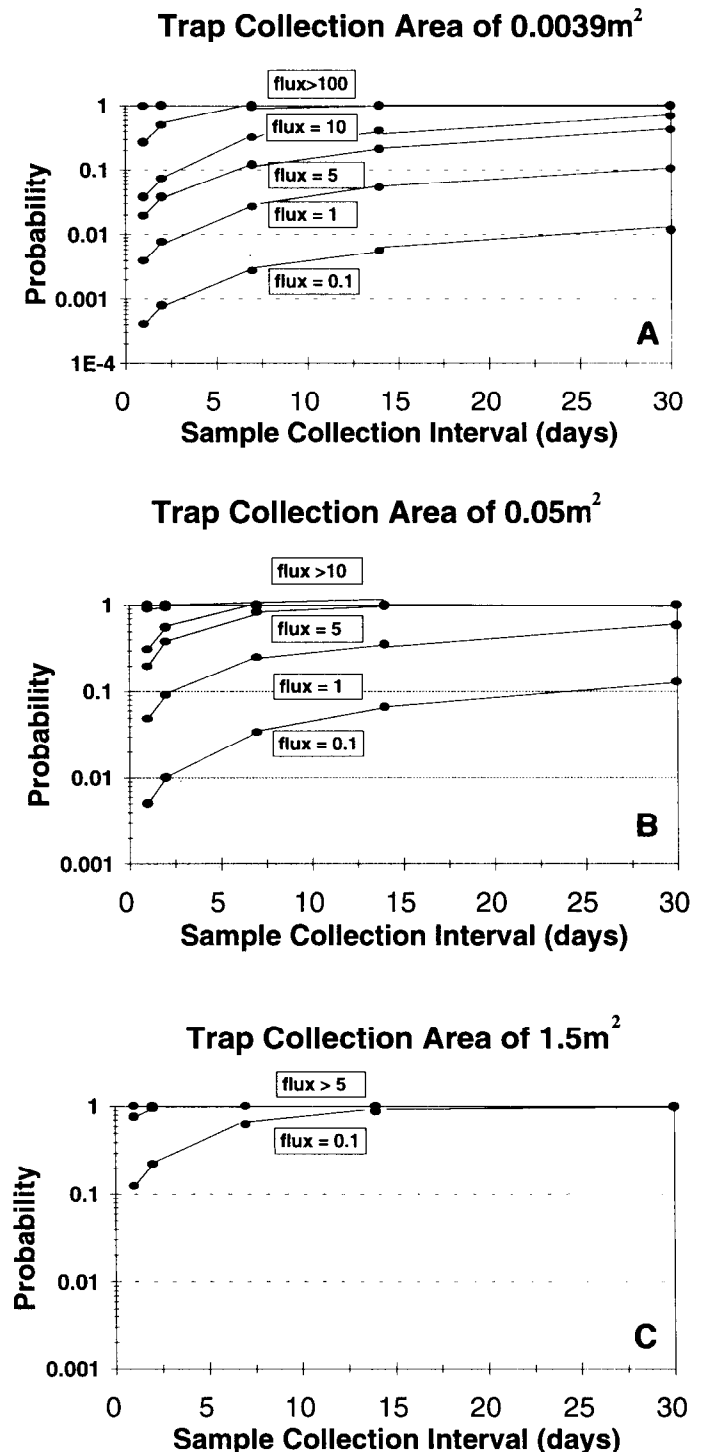 Trap Collection Area of 0.0039m²
flux>100
1
flux = 10
0.1
flux = 5
flux = 1
0.01
0.001
flux = 0.1
1E-4
Probability
A
0 5 10 15 20 25 30
Sample Collection Interval (days)
Trap Collection Area of 0.05m²
flux >10
1
flux = 5
0.1
flux = 1
flux = 0.1
0.01
0.001
Probability
B
0 5 10 15 20 25 30
Sample Collection Interval (days)
Trap Collection Area of 1.5m²
flux > 5
1
flux = 0.1
0.1
0.01
0.001
Probability
C
0 5 10 15 20 25 30
Sample Collection Interval (days)